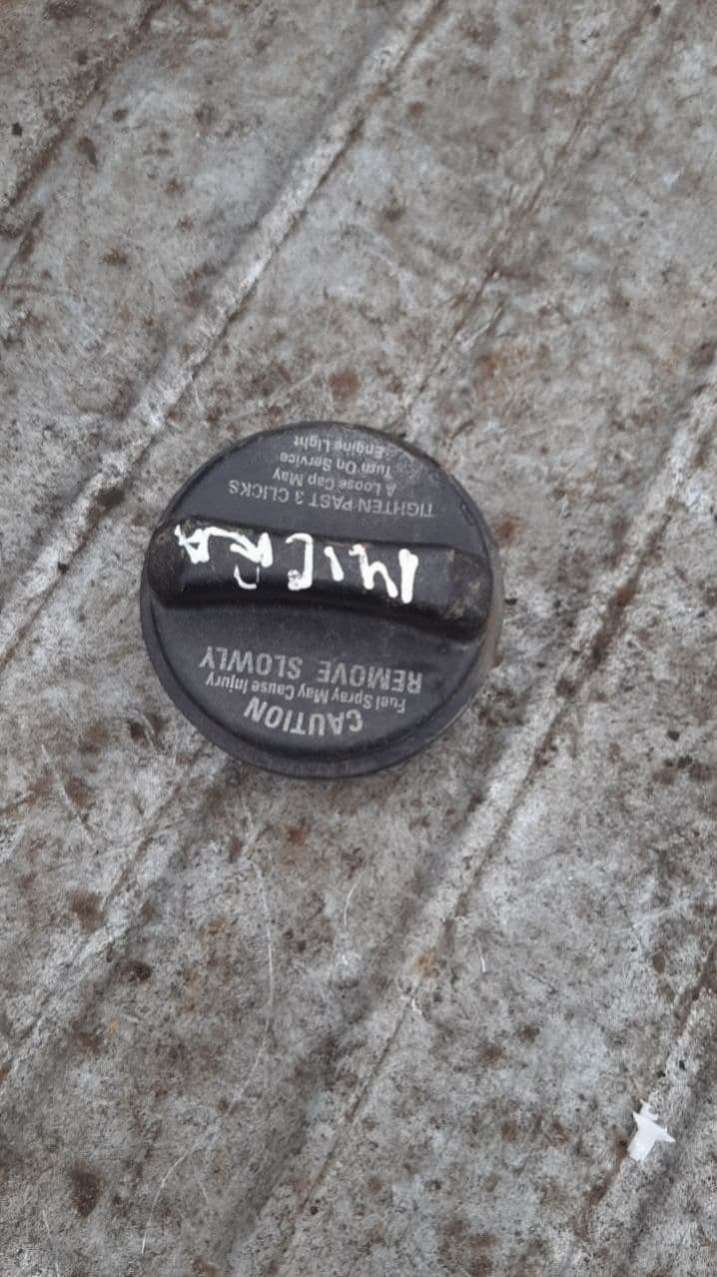 CAUTION
Fuel Spray May Cause Injury
REMOVE SLOWLY
MICRA
TIGHTEN PAST 3 CLICKS
A Loose Cap May
Turn On Service
Engine Light